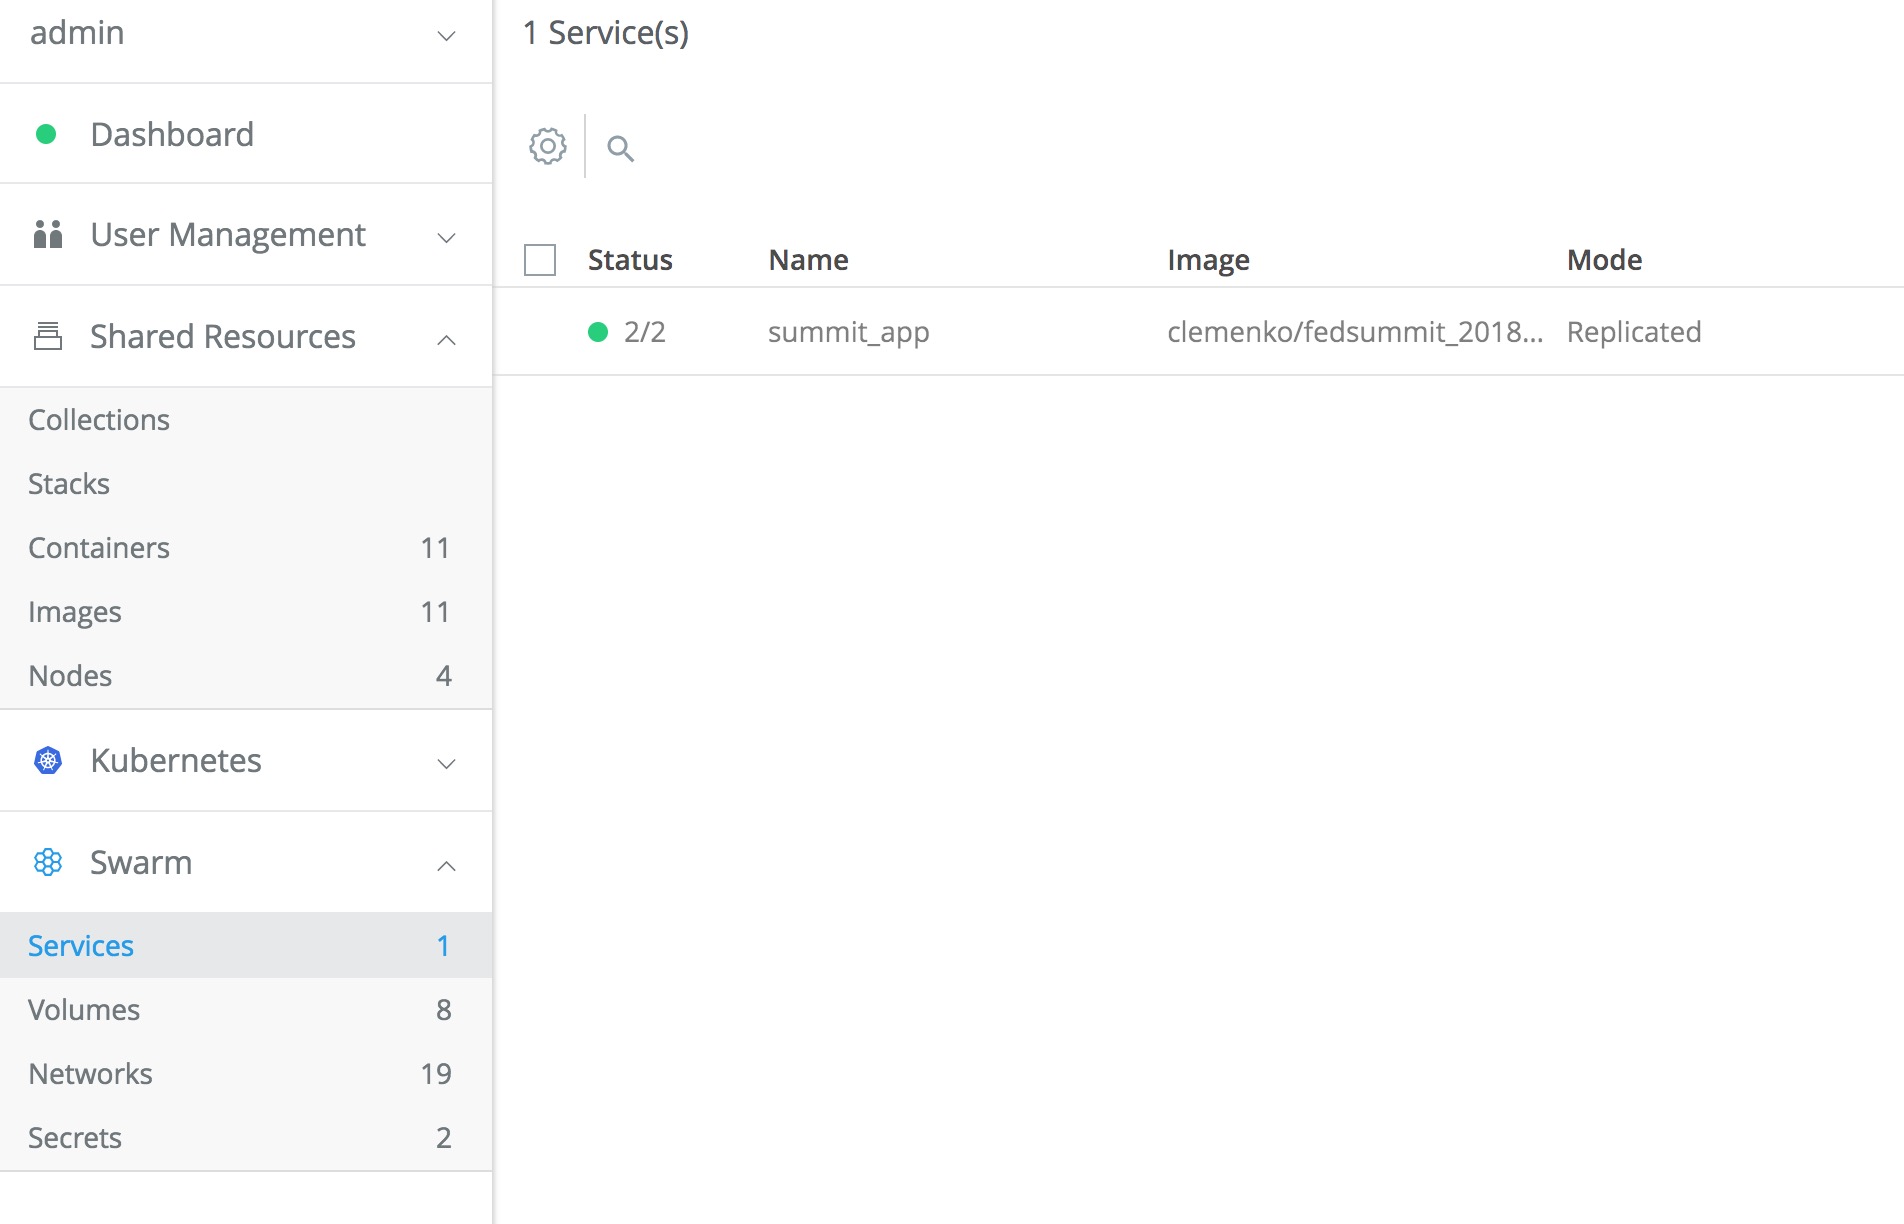 admin
Dashboard
User Management
Shared Resources
Collections
Stacks
Containers 11
Images 11
Nodes 4
Kubernetes
Swarm
Services 1
Volumes 8
Networks 19
Secrets 2
1 Service(s)
Status Name Image Mode
2/2 summit_app clemenko/fedsummit_2018... Replicated